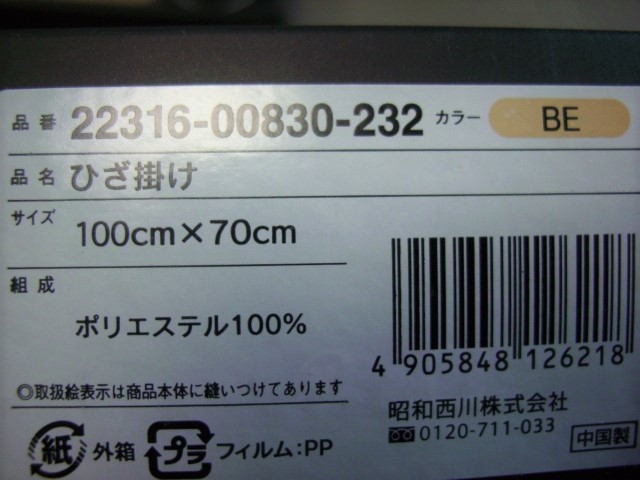 品番 22316-00830-232 カラー BE
品名 ひざ掛け
サイズ 100cm×70cm
組成 ポリエステル100%
◎取扱絵表示は商品本体に縫いつけてあります
4 905848 126218
昭和西川株式会社
0120-711-033
中国製
紙 外箱 プラ フィルム:PP